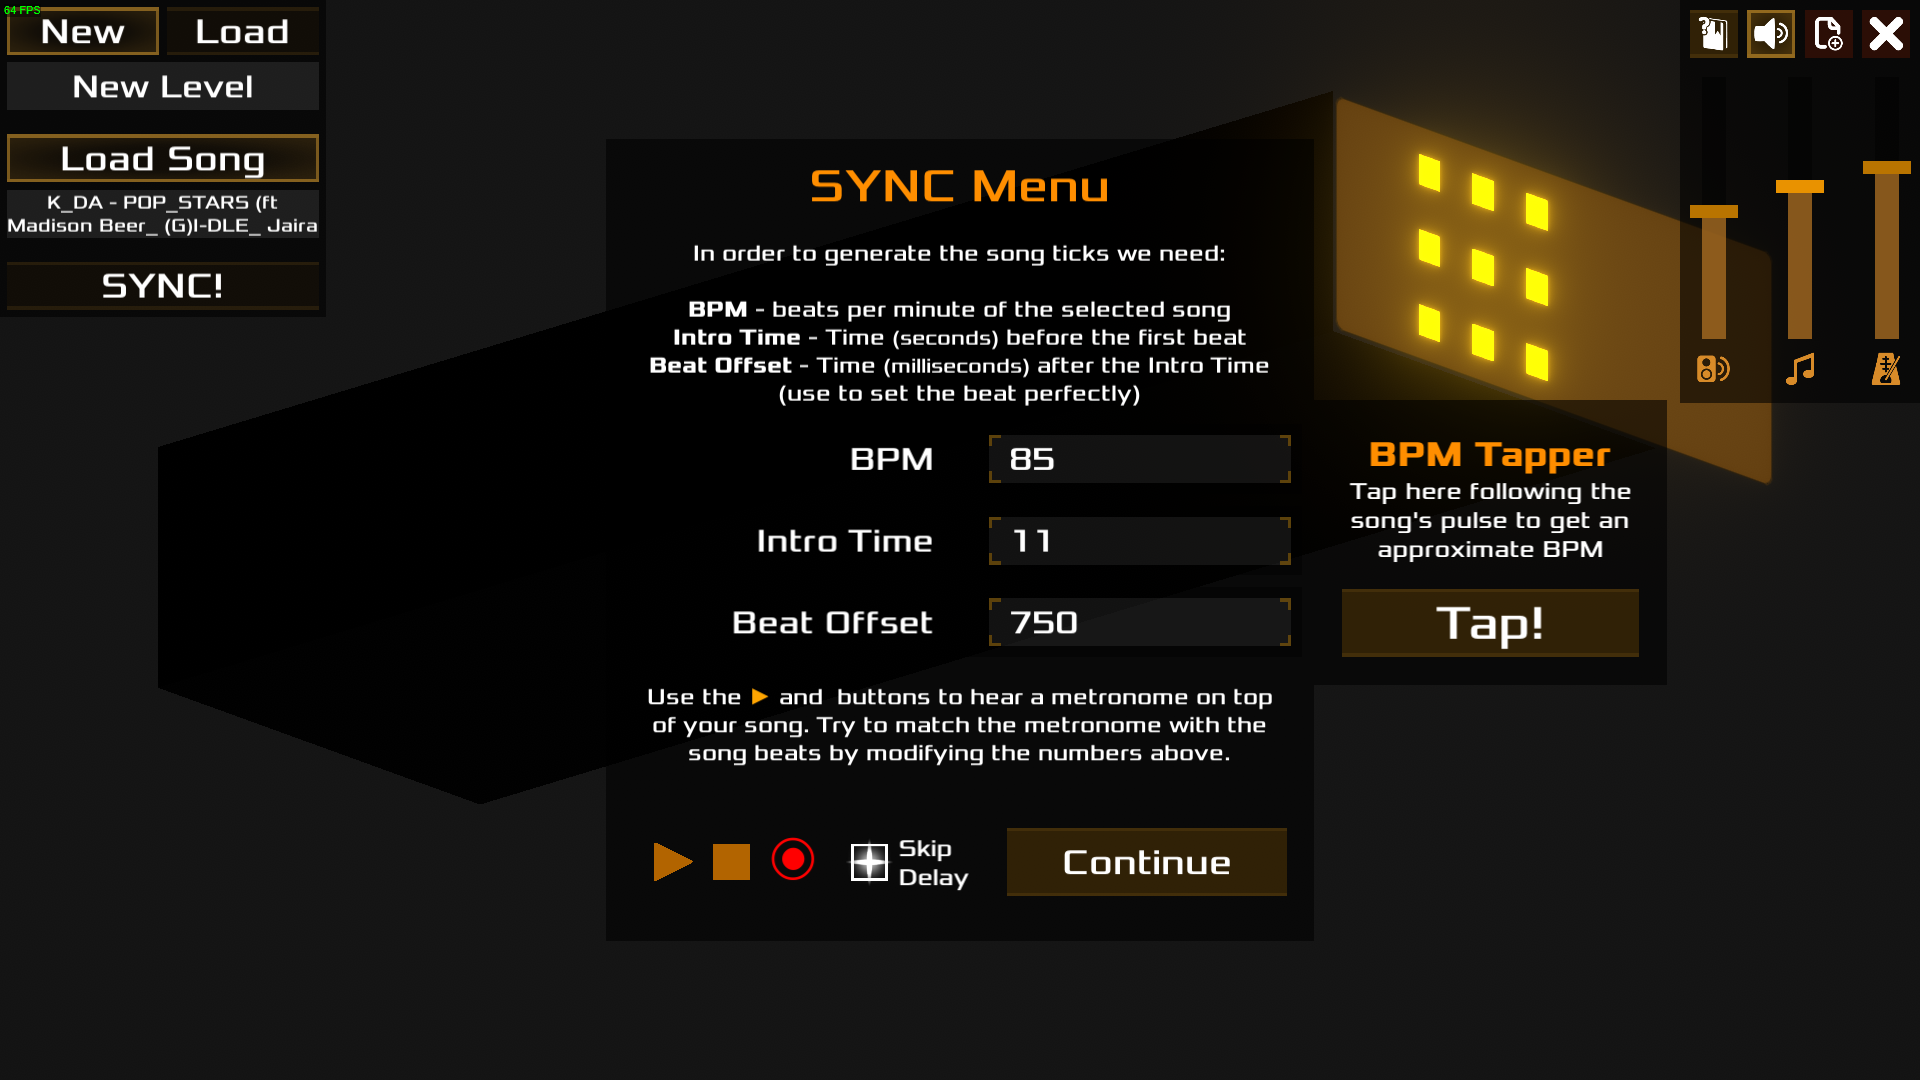 64 FPS
New
Load
New Level
Load Song
K_DA - POP_STARS (ft
Madison Beer_ (G)I-DLE_ Jaira
SYNC!
SYNC Menu
In order to generate the song ticks we need:
BPM - beats per minute of the selected song
Intro Time - Time (seconds) before the first beat
Beat Offset - Time (milliseconds) after the Intro Time
(use to set the beat perfectly)
BPM
85
Intro Time
11
Beat Offset
750
Use the ▶ and buttons to hear a metronome on top
of your song. Try to match the metronome with the
song beats by modifying the numbers above.
Skip
Delay
Continue
BPM Tapper
Tap here following the
song's pulse to get an
approximate BPM
Tap!